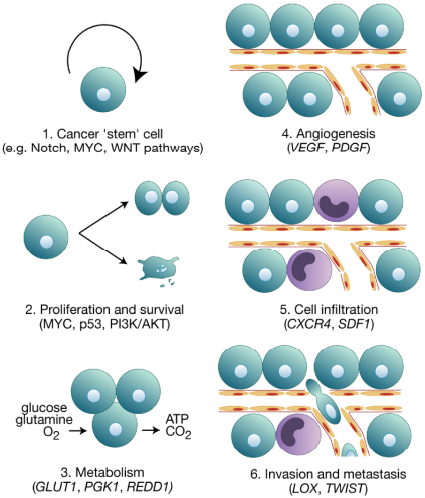 1. Cancer 'stem' cell
(e.g. Notch, MYC, WNT pathways)
2. Proliferation and survival
(MYC, p53, PI3K/AKT)
glucose
glutamine
O2
ATP
CO2
3. Metabolism
(GLUT1, PGK1, REDD1)
4. Angiogenesis
(VEGF, PDGF)
5. Cell infiltration
(CXCR4, SDF1)
6. Invasion and metastasis
(LOX, TWIST)